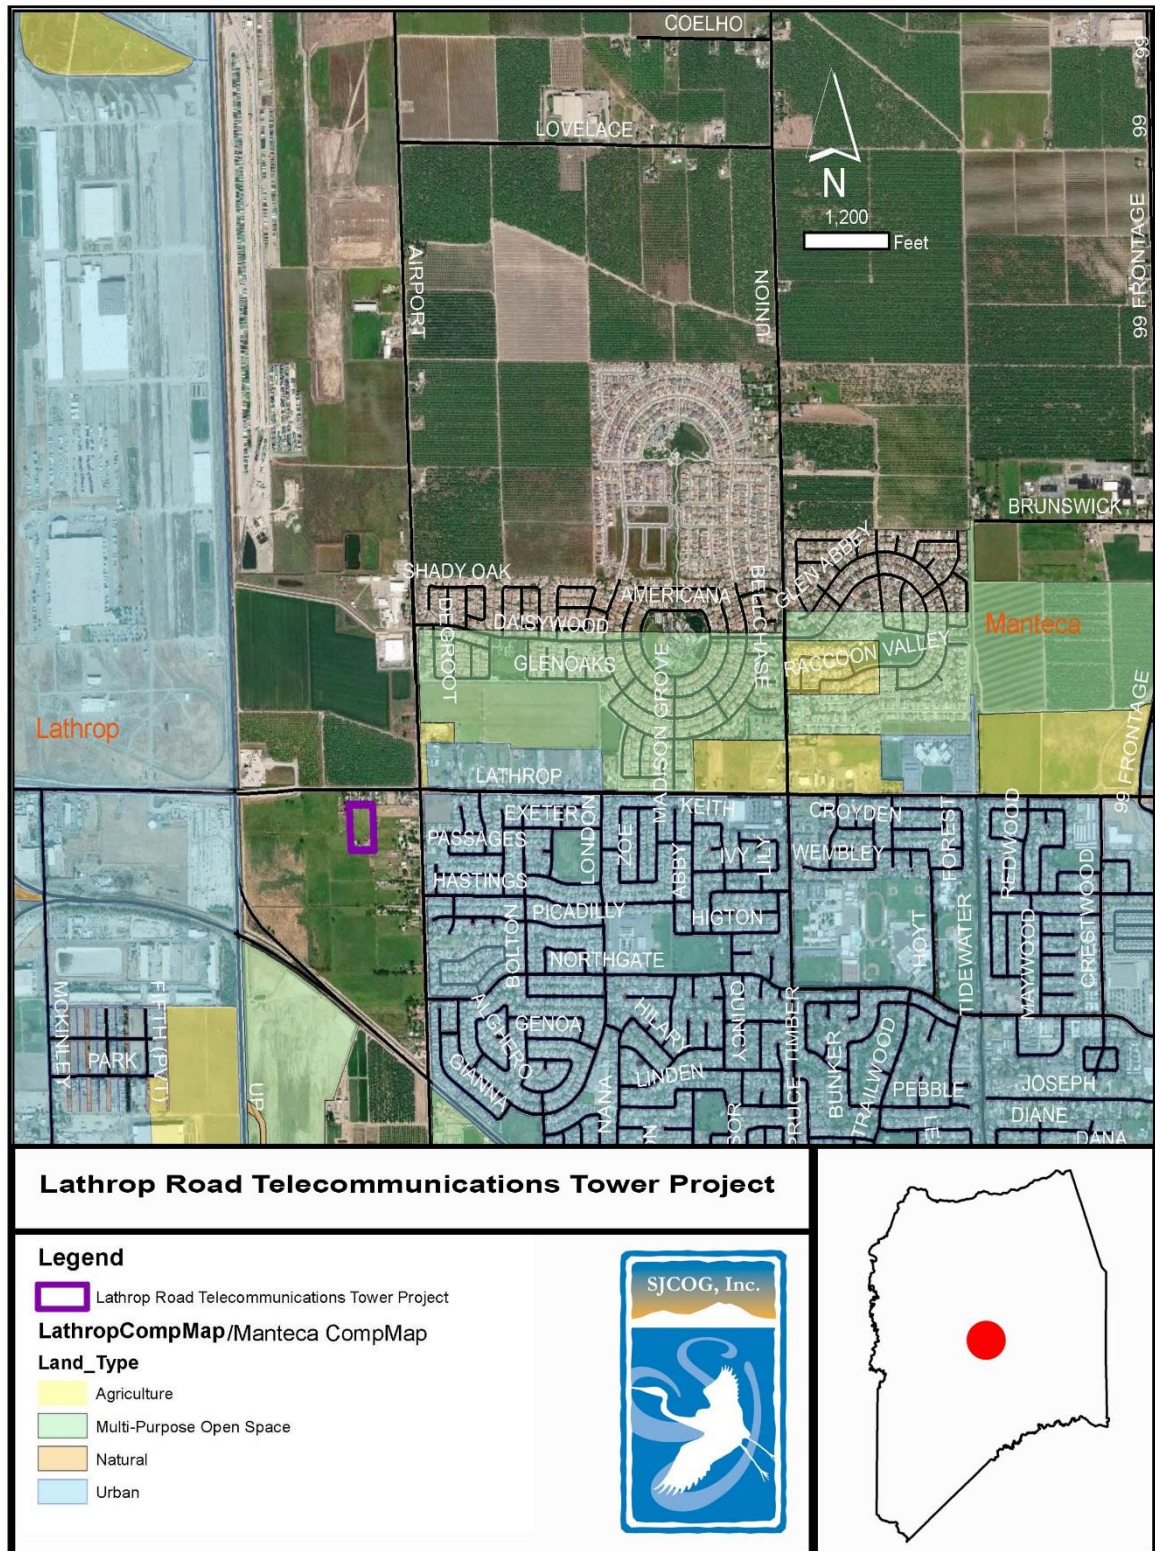 COELHO
99
LOVELACE
99
N
1,200
Feet
AIRPORT
UNION
99 FRONTAGE
BRUNSWICK
SHADY OAK
AMERICANA
BELLCHASE
GLEN ABBEY
DEGROOT
DAISYWOOD
Manteca
GLENOAKS
RACCOON VALLEY
MADISON GROVE
Lathrop
99 FRONTAGE
LATHROP
EXETER
LONDON
ZOE
KEITH
CROYDEN
FOREST
REDWOOD
PASSAGES
ABBY
IVY
LILY
WEMBLEY
HASTINGS
PICADILLY
HIGTON
BOLTON
NORTHGATE
HOYT
TIDEWATER
MAYWOOD
CRESTWOOD
MCKINLEY
FIFTH (PVT)
PARK
UP
ALGHERO
GENOA
GIANNA
HILARY
QUINCY
TIMBER
LINDEN
NANA
SPRUCE
BUNKER
TRAILWOOD
PEBBLE
JOSEPH
DIANE
DANA
Lathrop Road Telecommunications Tower Project
Legend
Lathrop Road Telecommunications Tower Project
LathropCompMap/Manteca CompMap
Land_Type
Agriculture
Multi-Purpose Open Space
Natural
Urban
SJCOG, Inc.